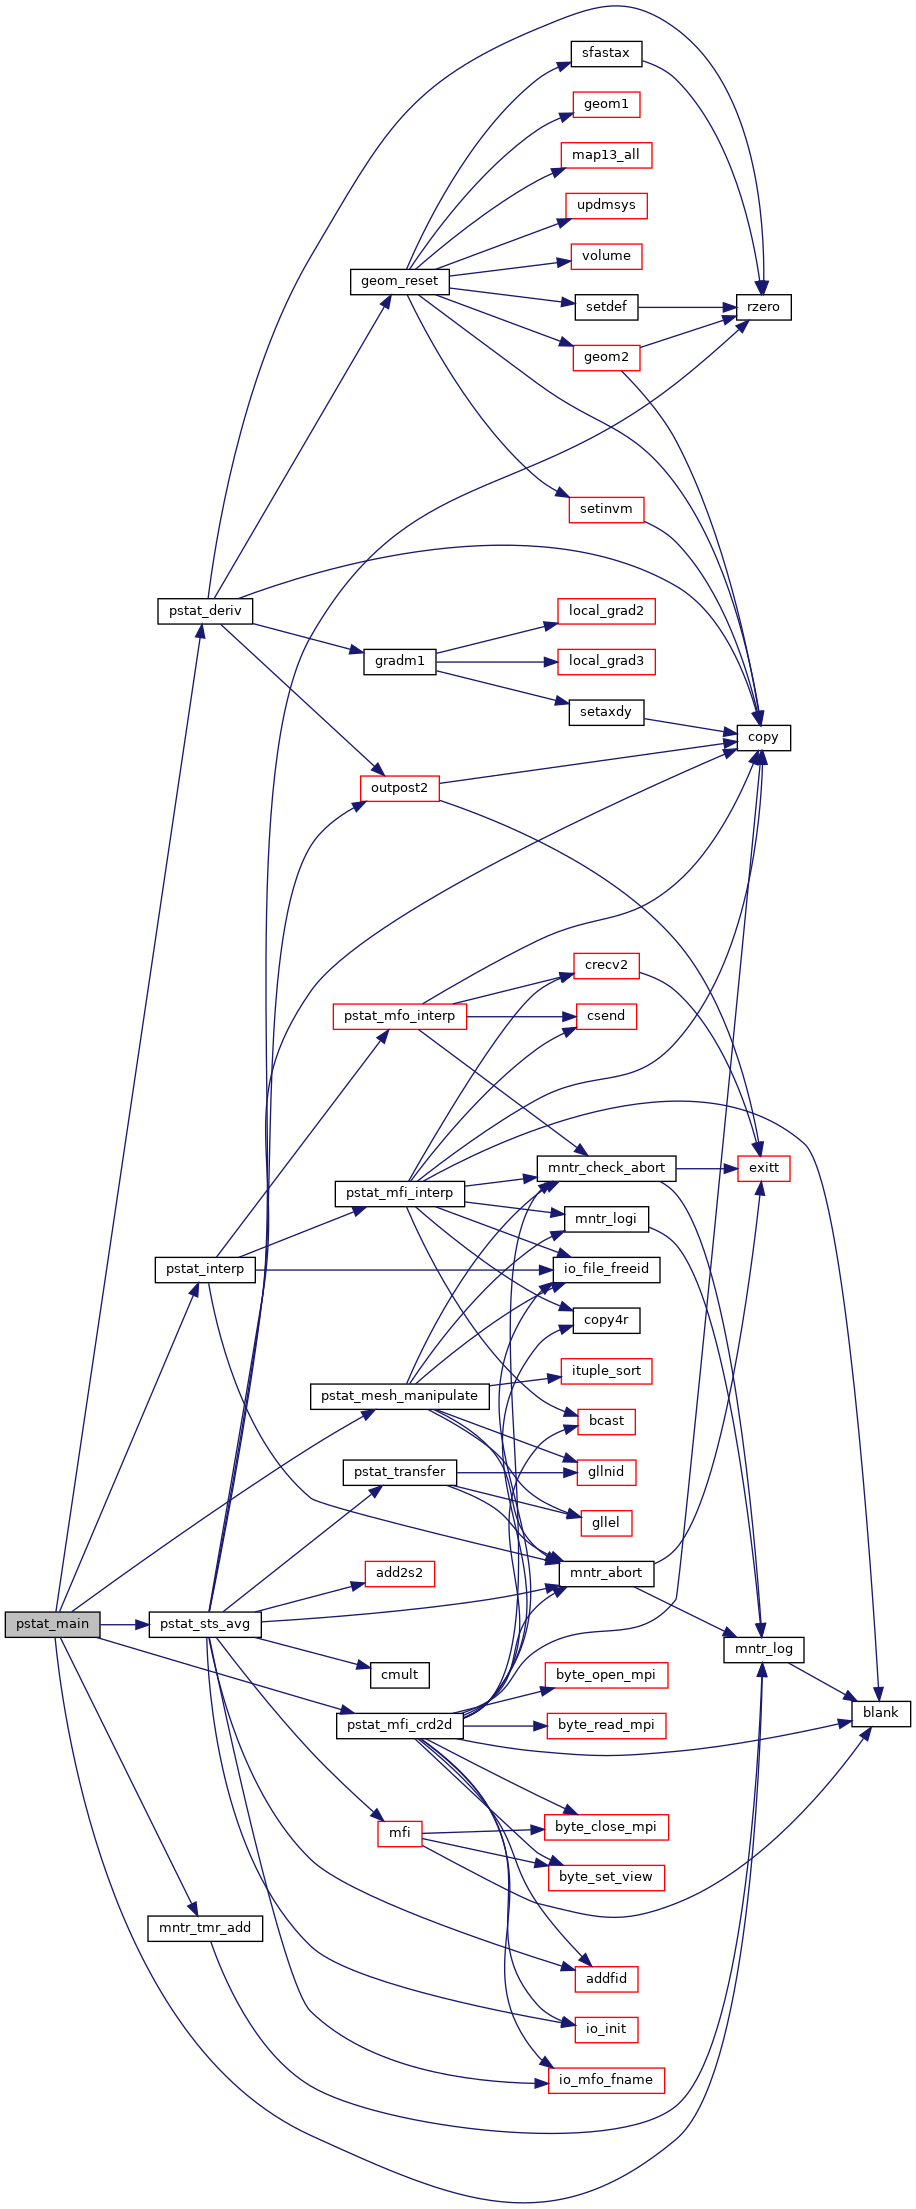 sfastax
geom1
map13_all
updmsys
volume
geom_reset
setdef
rzero
geom2
setinvm
pstat_deriv
local_grad2
gradm1
local_grad3
setaxdy
copy
outpost2
crecv2
pstat_mfo_interp
csend
mntr_check_abort
exitt
pstat_mfi_interp
mntr_logi
pstat_interp
io_file_freeid
copy4r
ituple_sort
pstat_mesh_manipulate
bcast
pstat_transfer
gllnid
gllel
add2s2
mntr_abort
pstat_main
pstat_sts_avg
mntr_log
cmult
byte_open_mpi
blank
pstat_mfi_crd2d
byte_read_mpi
byte_close_mpi
mfi
byte_set_view
mntr_tmr_add
addfid
io_init
io_mfo_fname